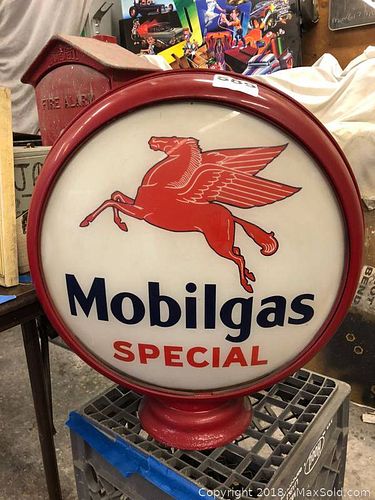 FIRE ALARM
Mobilgas
SPECIAL
Copyright 2018 MaxSold.com